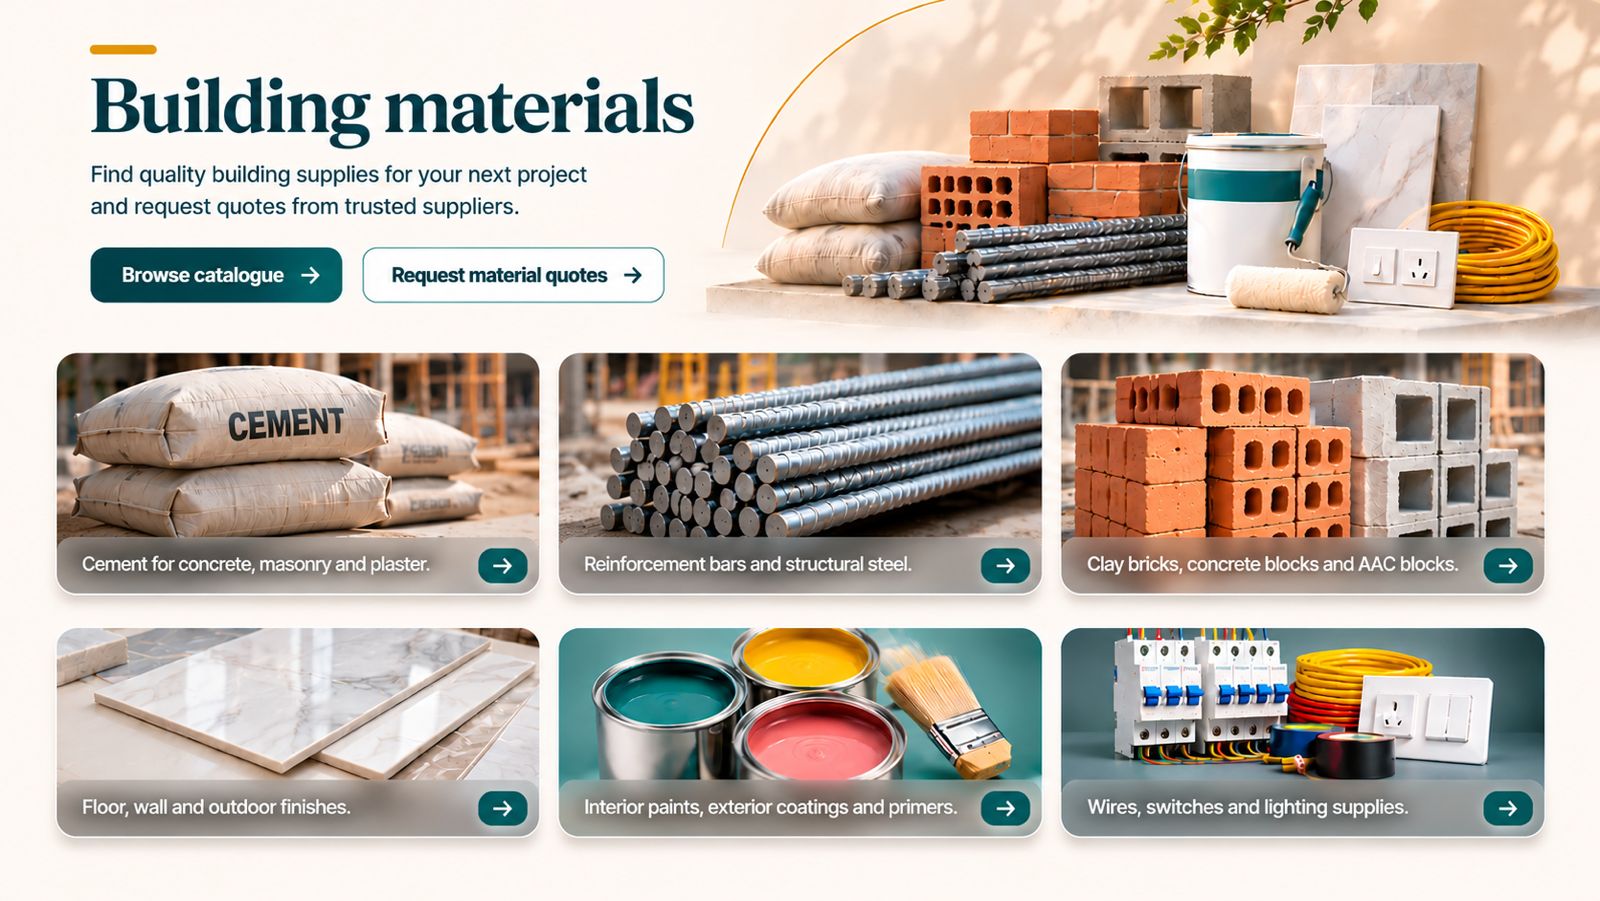 Building materials
Find quality building supplies for your next project
and request quotes from trusted suppliers.
Browse catalogue →
Request material quotes →
CEMENT
Cement for concrete, masonry and plaster.
Reinforcement bars and structural steel.
Clay bricks, concrete blocks and AAC blocks.
Floor, wall and outdoor finishes.
Interior paints, exterior coatings and primers.
Wires, switches and lighting supplies.